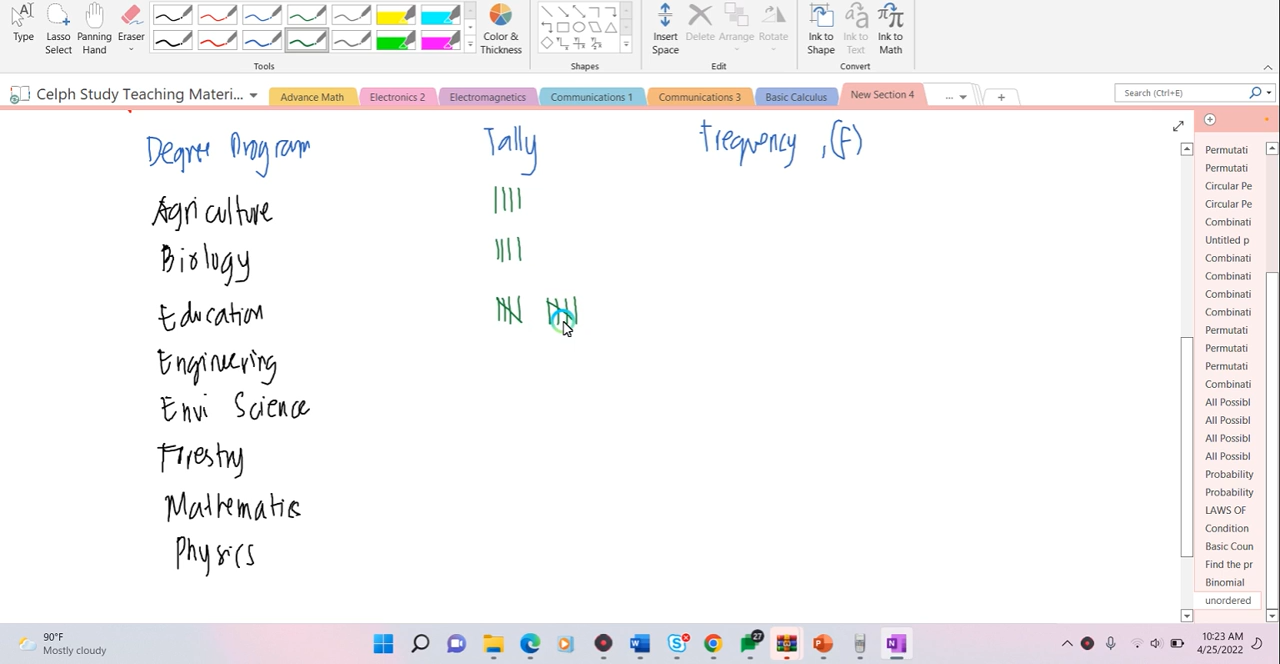 Type
Lasso Select
Panning Hand
Eraser
Color & Thickness
Insert Space
Delete
Arrange
Rotate
Ink to Shape
Ink to Text
Ink to Math
Tools
Shapes
Edit
Convert
Celph Study Teaching Materi...
Advance Math
Electronics 2
Electromagnetics
Communications 1
Communications 3
Basic Calculus
New Section 4
...
Search (Ctrl+E)
Degree Program Tally Frequency, (F)
Agriculture
Biology
Education
Engineering
Envi Science
Forestry
Mathematics
Physics
Permutati
Permutati
Circular Pe
Circular Pe
Combinati
Untitled p
Combinati
Combinati
Combinati
Combinati
Permutati
Permutati
Permutati
Combinati
All Possibl
All Possibl
All Possibl
All Possibl
Probability
Probability
LAWS OF
Condition
Basic Coun
Find the pr
Binomial
unordered
90°F
Mostly cloudy
27
10:23 AM
4/25/2022